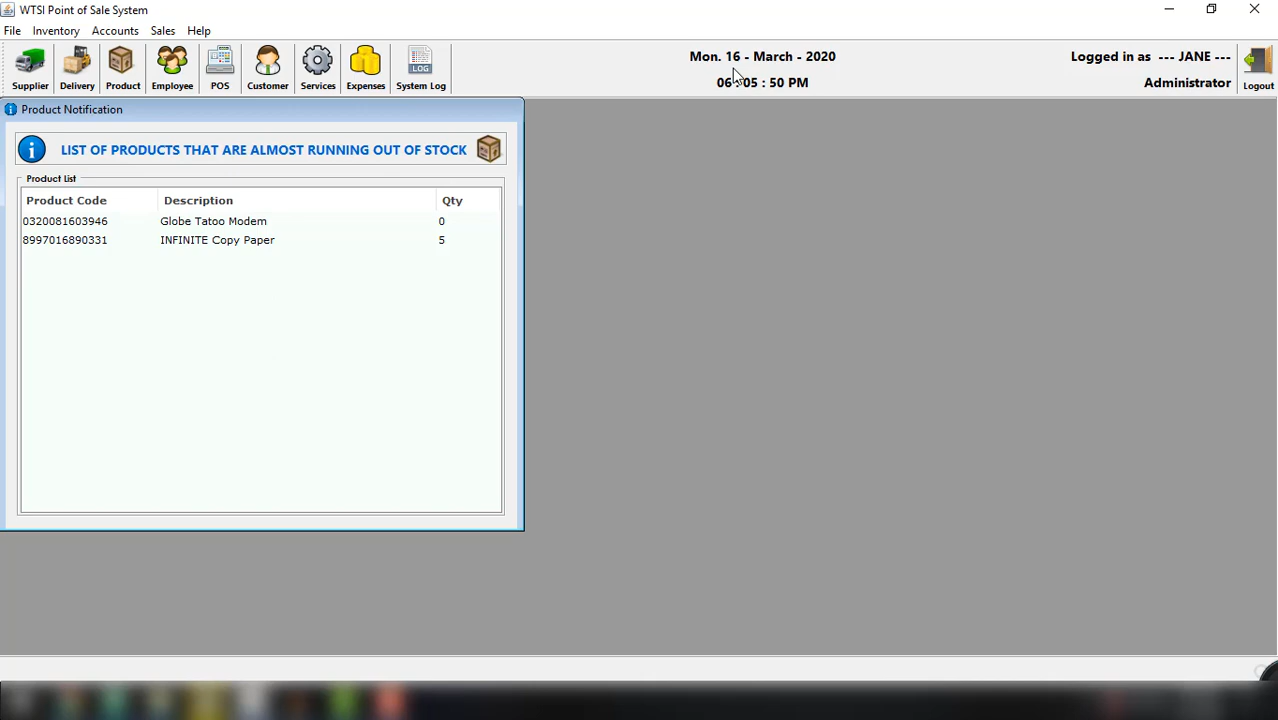 WTSI Point of Sale System
File Inventory Accounts Sales Help
Supplier Delivery Product Employee POS Customer Services Expenses LOG System Log
Mon. 16 - March - 2020
06 : 05 : 50 PM
Logged in as --- JANE ---
Administrator
Logout
Product Notification
LIST OF PRODUCTS THAT ARE ALMOST RUNNING OUT OF STOCK
Product List
Product Code Description Qty
0320081603946 Globe Tatoo Modem 0
8997016890331 INFINITE Copy Paper 5